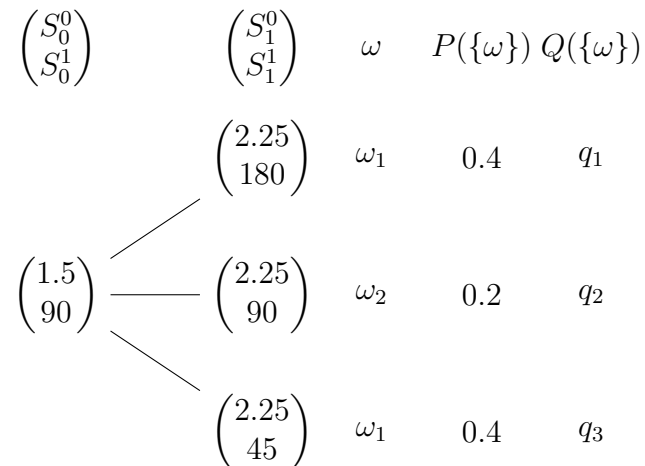 (S_0^0 S_0^1) (S_1^0 S_1^1) ω P({ω}) Q({ω})
(2.25 180) ω_1 0.4 q_1
(1.5 90) (2.25 90) ω_2 0.2 q_2
(2.25 45) ω_1 0.4 q_3